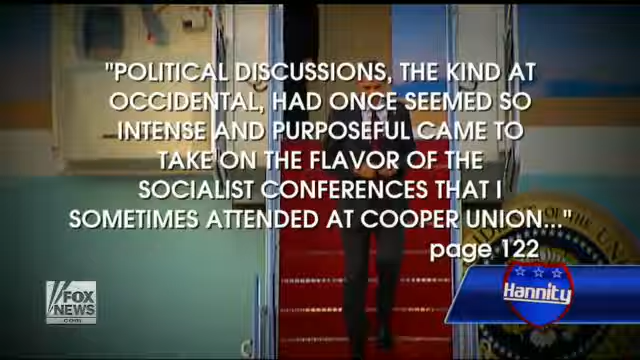 "POLITICAL DISCUSSIONS, THE KIND AT
OCCIDENTAL, HAD ONCE SEEMED SO
INTENSE AND PURPOSEFUL CAME TO
TAKE ON THE FLAVOR OF THE
SOCIALIST CONFERENCES THAT I
SOMETIMES ATTENDED AT COOPER UNION..."
page 122
FOX
NEWS
.com
Hannity